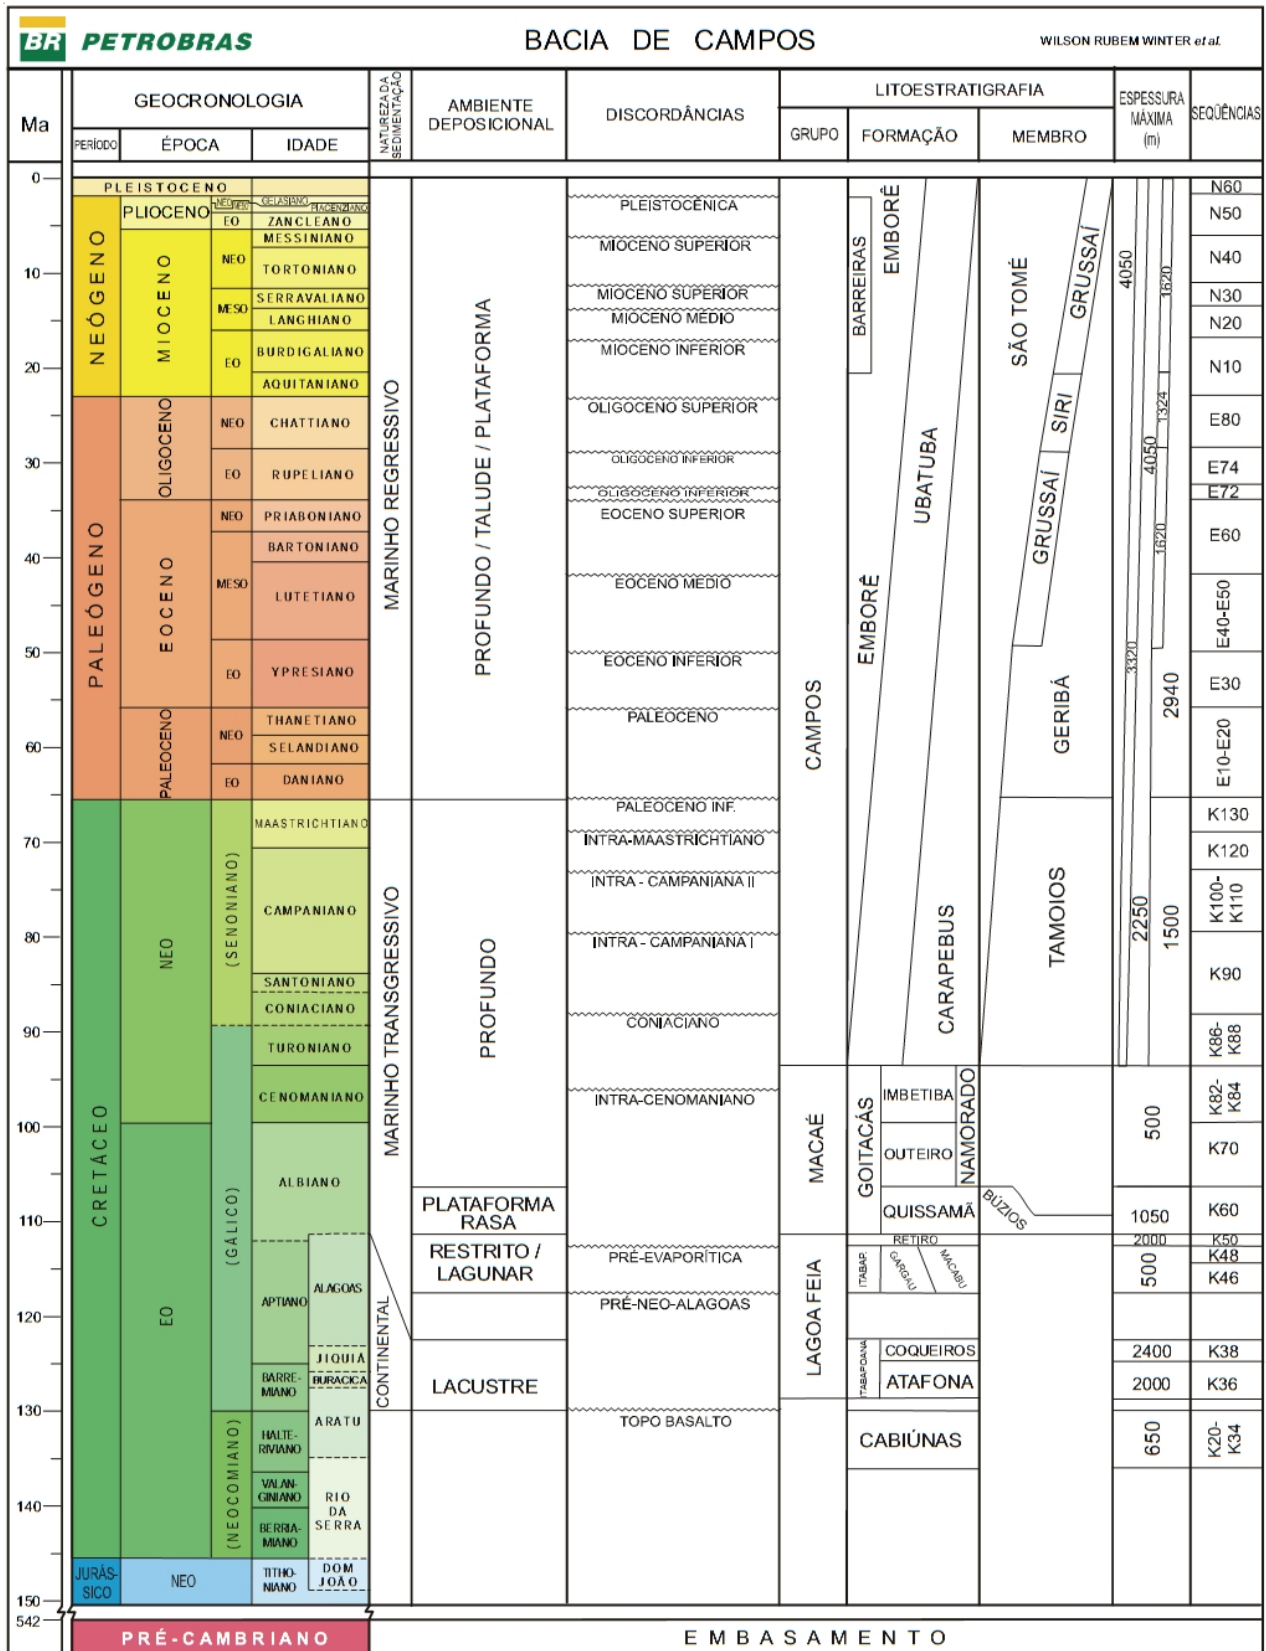 BR PETROBRAS
BACIA DE CAMPOS
WILSON RUBEM WINTER et al.
Ma
GEOCRONOLOGIA
PERÍODO
ÉPOCA
IDADE
NATUREZA DA
SEDIMENTAÇÃO
AMBIENTE
DEPOSICIONAL
DISCORDÂNCIAS
LITOESTRATIGRAFIA
GRUPO
FORMAÇÃO
MEMBRO
ESPESSURA
MÁXIMA
(m)
SEQÜÊNCIAS
0
10
20
30
40
50
60
70
80
90
100
110
120
130
140
150
542
PLEISTOCENO
NEÓGENO
PALEÓGENO
CRETÁCEO
JURÁS-
SICO
PLIOCENO
MIOCENO
OLIGOCENO
EOCENO
PALEOCENO
NEO
EO
NEO
EO
NEO
MESO
EO
NEO
EO
NEO
MESO
EO
NEO
EO
(SENONIANO)
(GÁLICO)
(NEOCOMIANO)
GELASIANO
PIACENZIANO
ZANCLEANO
MESSINIANO
TORTONIANO
SERRAVALIANO
LANGHIANO
BURDIGALIANO
AQUITANIANO
CHATTIANO
RUPELIANO
PRIABONIANO
BARTONIANO
LUTETIANO
YPRESIANO
THANETIANO
SELANDIANO
DANIANO
MAASTRICHTIANO
CAMPANIANO
SANTONIANO
CONIACIANO
TURONIANO
CENOMANIANO
ALBIANO
APTIANO
BARRE-
MIANO
HALTE-
RIVIANO
VALAN-
GINIANO
BERRIA-
MIANO
TITHO-
NIANO
ALAGOAS
JIQUIÁ
BURACICA
ARATU
RIO
DA
SERRA
DOM
JOÃO
MARINHO REGRESSIVO
MARINHO TRANSGRESSIVO
CONTINENTAL
PROFUNDO / TALUDE / PLATAFORMA
PROFUNDO
PLATAFORMA
RASA
RESTRITO /
LAGUNAR
LACUSTRE
PLEISTOCÊNICA
MIOCENO SUPERIOR
MIOCENO SUPERIOR
MIOCENO MÉDIO
MIOCENO INFERIOR
OLIGOCENO SUPERIOR
OLIGOCENO INFERIOR
OLIGOCENO INFERIOR
EOCENO SUPERIOR
EOCENO MÉDIO
EOCENO INFERIOR
PALEOCENO
PALEOCENO INF.
INTRA-MAASTRICHTIANO
INTRA - CAMPANIANA II
INTRA - CAMPANIANA I
CONIACIANO
INTRA-CENOMANIANO
PRÉ-EVAPORÍTICA
PRÉ-NEO-ALAGOAS
TOPO BASALTO
CAMPOS
MACAÉ
LAGOA FEIA
BARREIRAS
EMBORÊ
EMBORÊ
UBATUBA
CARAPEBUS
GOITACÁS
IMBETIBA
OUTEIRO
QUISSAMÃ
NAMORADO
RETIRO
ITABAP.
GARGAU
MACABU
ITABAPOANA
COQUEIROS
ATAFONA
CABIÚNAS
SÃO TOMÉ
GRUSSAÍ
SIRI
GRUSSAÍ
GERIBÁ
TAMOIOS
BÚZIOS
4050
1620
1324
4050
1620
3320
2940
2250
1500
500
1050
2000
500
2400
2000
650
N60
N50
N40
N30
N20
N10
E80
E74
E72
E60
E40-E50
E30
E10-E20
K130
K120
K100-
K110
K90
K86-
K88
K82-
K84
K70
K60
K50
K48
K46
K38
K36
K20-
K34
PRÉ-CAMBRIANO
EMBASAMENTO